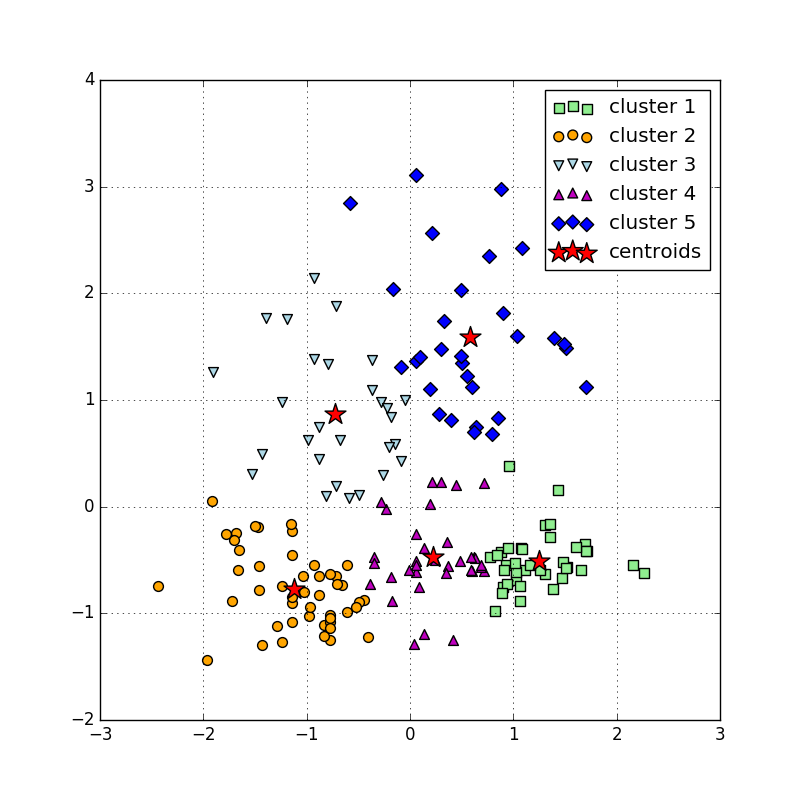 4
3
2
1
0
−1
−2
−3 −2 −1 0 1 2 3
cluster 1
cluster 2
cluster 3
cluster 4
cluster 5
centroids